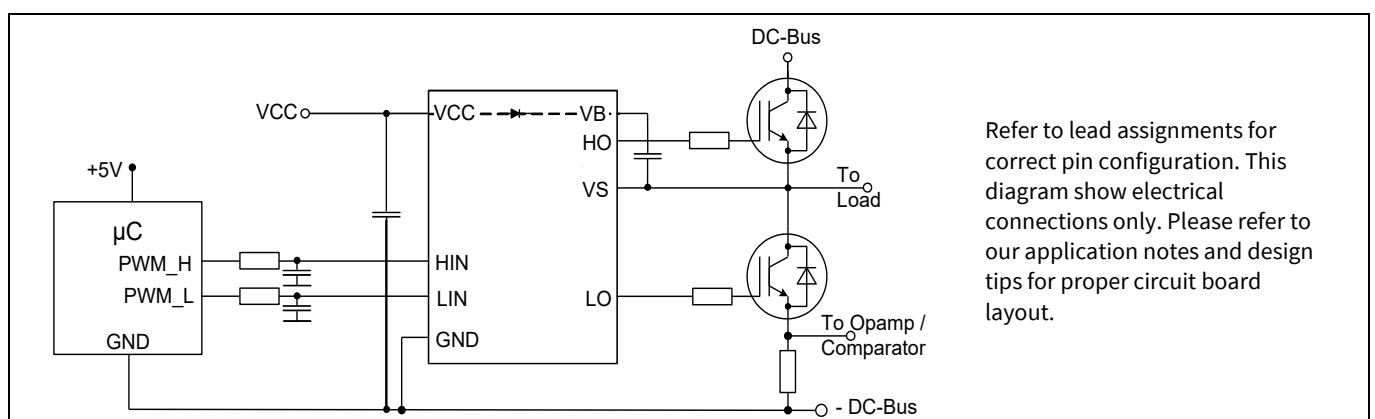 DC-Bus
VCC
VCC
VB
HO
+5V
VS
To
Load
µC
PWM_H
HIN
PWM_L
LIN
LO
GND
GND
To Opamp /
Comparator
- DC-Bus
Refer to lead assignments for
correct pin configuration. This
diagram show electrical
connections only. Please refer to
our application notes and design
tips for proper circuit board
layout.